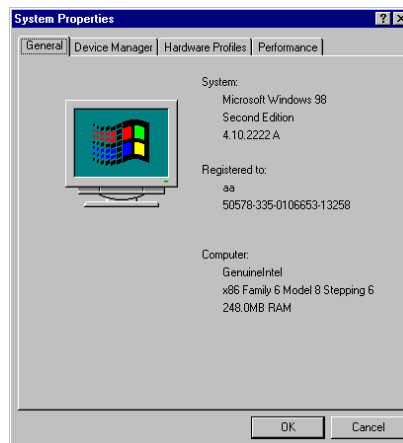 System Properties
General
Device Manager
Hardware Profiles
Performance
System:
Microsoft Windows 98
Second Edition
4.10.2222 A
Registered to:
aa
50578-335-0106653-13258
Computer:
GenuineIntel
x86 Family 6 Model 8 Stepping 6
248.0MB RAM
OK
Cancel